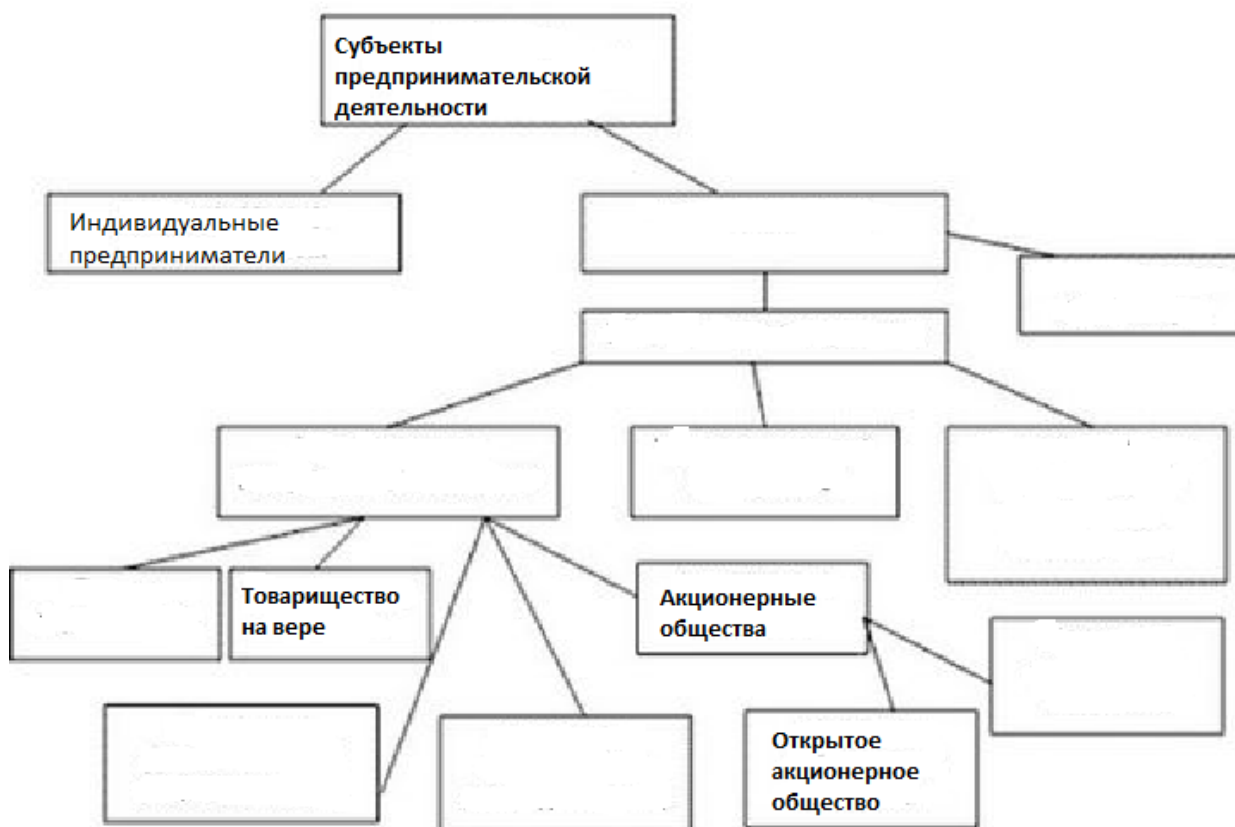 Субъекты
предпринимательской
деятельности
Индивидуальные
предприниматели
Товарищество
на вере
Акционерные
общества
Открытое
акционерное
общество